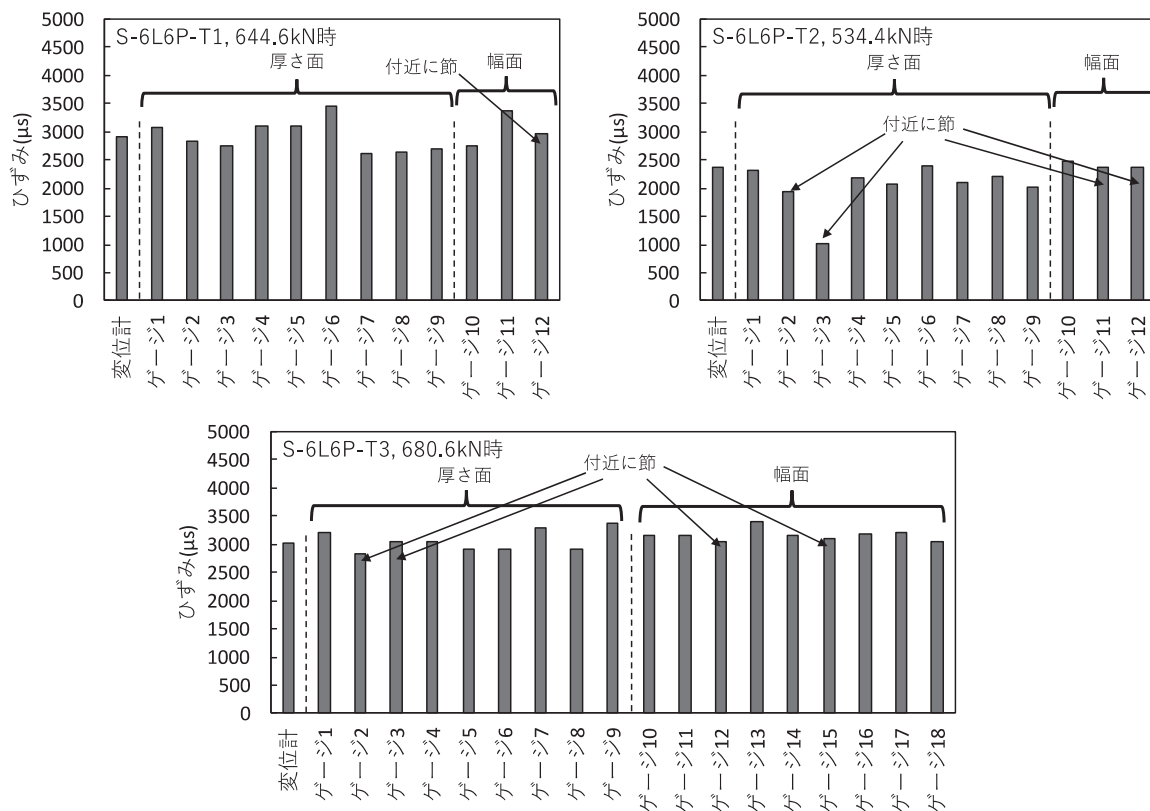 S-6L6P-T1, 644.6kN時
厚さ面
幅面
付近に節
ひずみ(μs)
5000
4500
4000
3500
3000
2500
2000
1500
1000
500
0
変位計
ゲージ1
ゲージ2
ゲージ3
ゲージ4
ゲージ5
ゲージ6
ゲージ7
ゲージ8
ゲージ9
ゲージ10
ゲージ11
ゲージ12
S-6L6P-T2, 534.4kN時
厚さ面
幅面
付近に節
ひずみ(μs)
5000
4500
4000
3500
3000
2500
2000
1500
1000
500
0
変位計
ゲージ1
ゲージ2
ゲージ3
ゲージ4
ゲージ5
ゲージ6
ゲージ7
ゲージ8
ゲージ9
ゲージ10
ゲージ11
ゲージ12
S-6L6P-T3, 680.6kN時
厚さ面
付近に節
幅面
ひずみ(μs)
5000
4500
4000
3500
3000
2500
2000
1500
1000
500
0
変位計
ゲージ1
ゲージ2
ゲージ3
ゲージ4
ゲージ5
ゲージ6
ゲージ7
ゲージ8
ゲージ9
ゲージ10
ゲージ11
ゲージ12
ゲージ13
ゲージ14
ゲージ15
ゲージ16
ゲージ17
ゲージ18